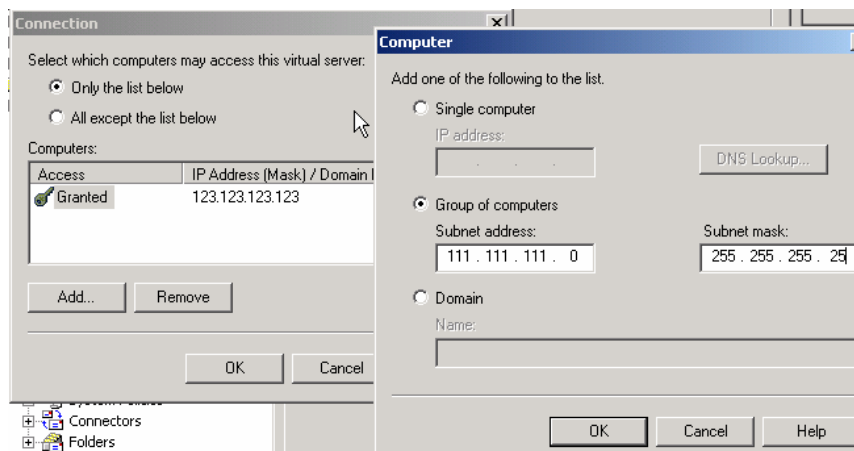 Connection
Select which computers may access this virtual server:
Only the list below
All except the list below
Computers:
Access IP Address (Mask) / Domain
Granted 123.123.123.123
Add... Remove
OK Cancel
Connectors
Folders
Computer
Add one of the following to the list.
Single computer
IP address:
. . .
DNS Lookup...
Group of computers
Subnet address: Subnet mask:
111 . 111 . 111 . 0 255 . 255 . 255 . 25
Domain
Name:
OK Cancel Help